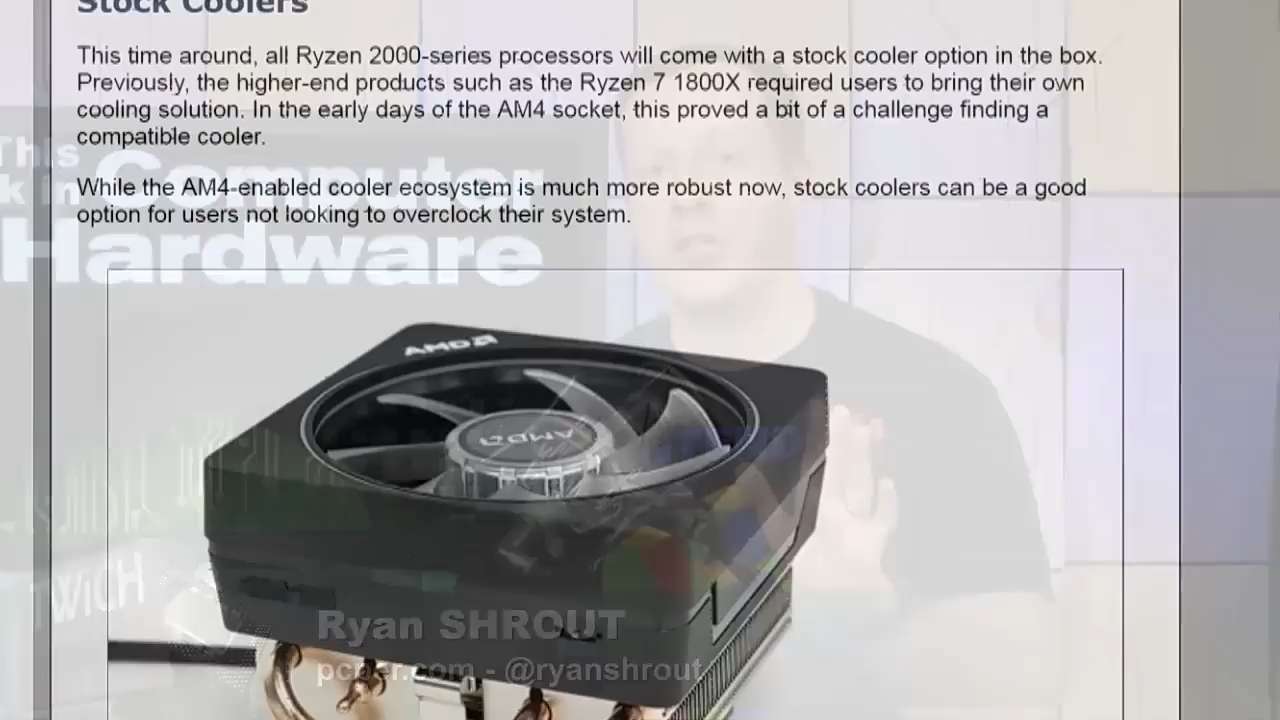 Stock Coolers
This time around, all Ryzen 2000-series processors will come with a stock cooler option in the box.
Previously, the higher-end products such as the Ryzen 7 1800X required users to bring their own
cooling solution. In the early days of the AM4 socket, this proved a bit of a challenge finding a
compatible cooler.
This
Computer
While the AM4-enabled cooler ecosystem is much more robust now, stock coolers can be a good
option for users not looking to overclock their system.
Hardware
AMD
AMD
TWiCH
Ryan SHROUT
pcper.com - @ryanshrout